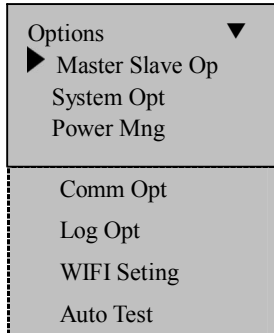 Options ▼
▶ Master Slave Op
System Opt
Power Mng
Comm Opt
Log Opt
WIFI Seting
Auto Test